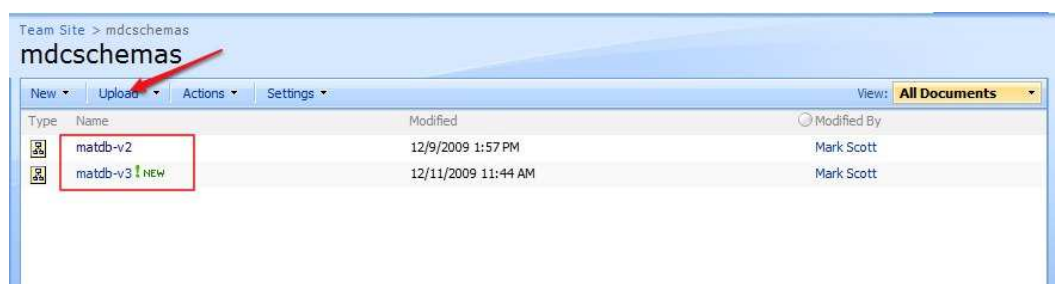 Team Site > mdcschemas
mdcschemas
New Upload Actions Settings View: All Documents
Type Name Modified Modified By
matdb-v2 12/9/2009 1:57 PM Mark Scott
matdb-v3 ! NEW 12/11/2009 11:44 AM Mark Scott